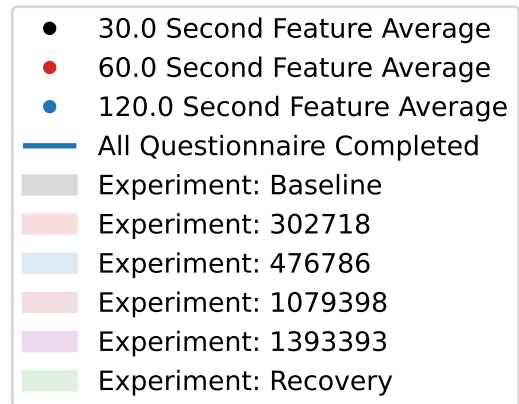 30.0 Second Feature Average
60.0 Second Feature Average
120.0 Second Feature Average
All Questionnaire Completed
Experiment: Baseline
Experiment: 302718
Experiment: 476786
Experiment: 1079398
Experiment: 1393393
Experiment: Recovery